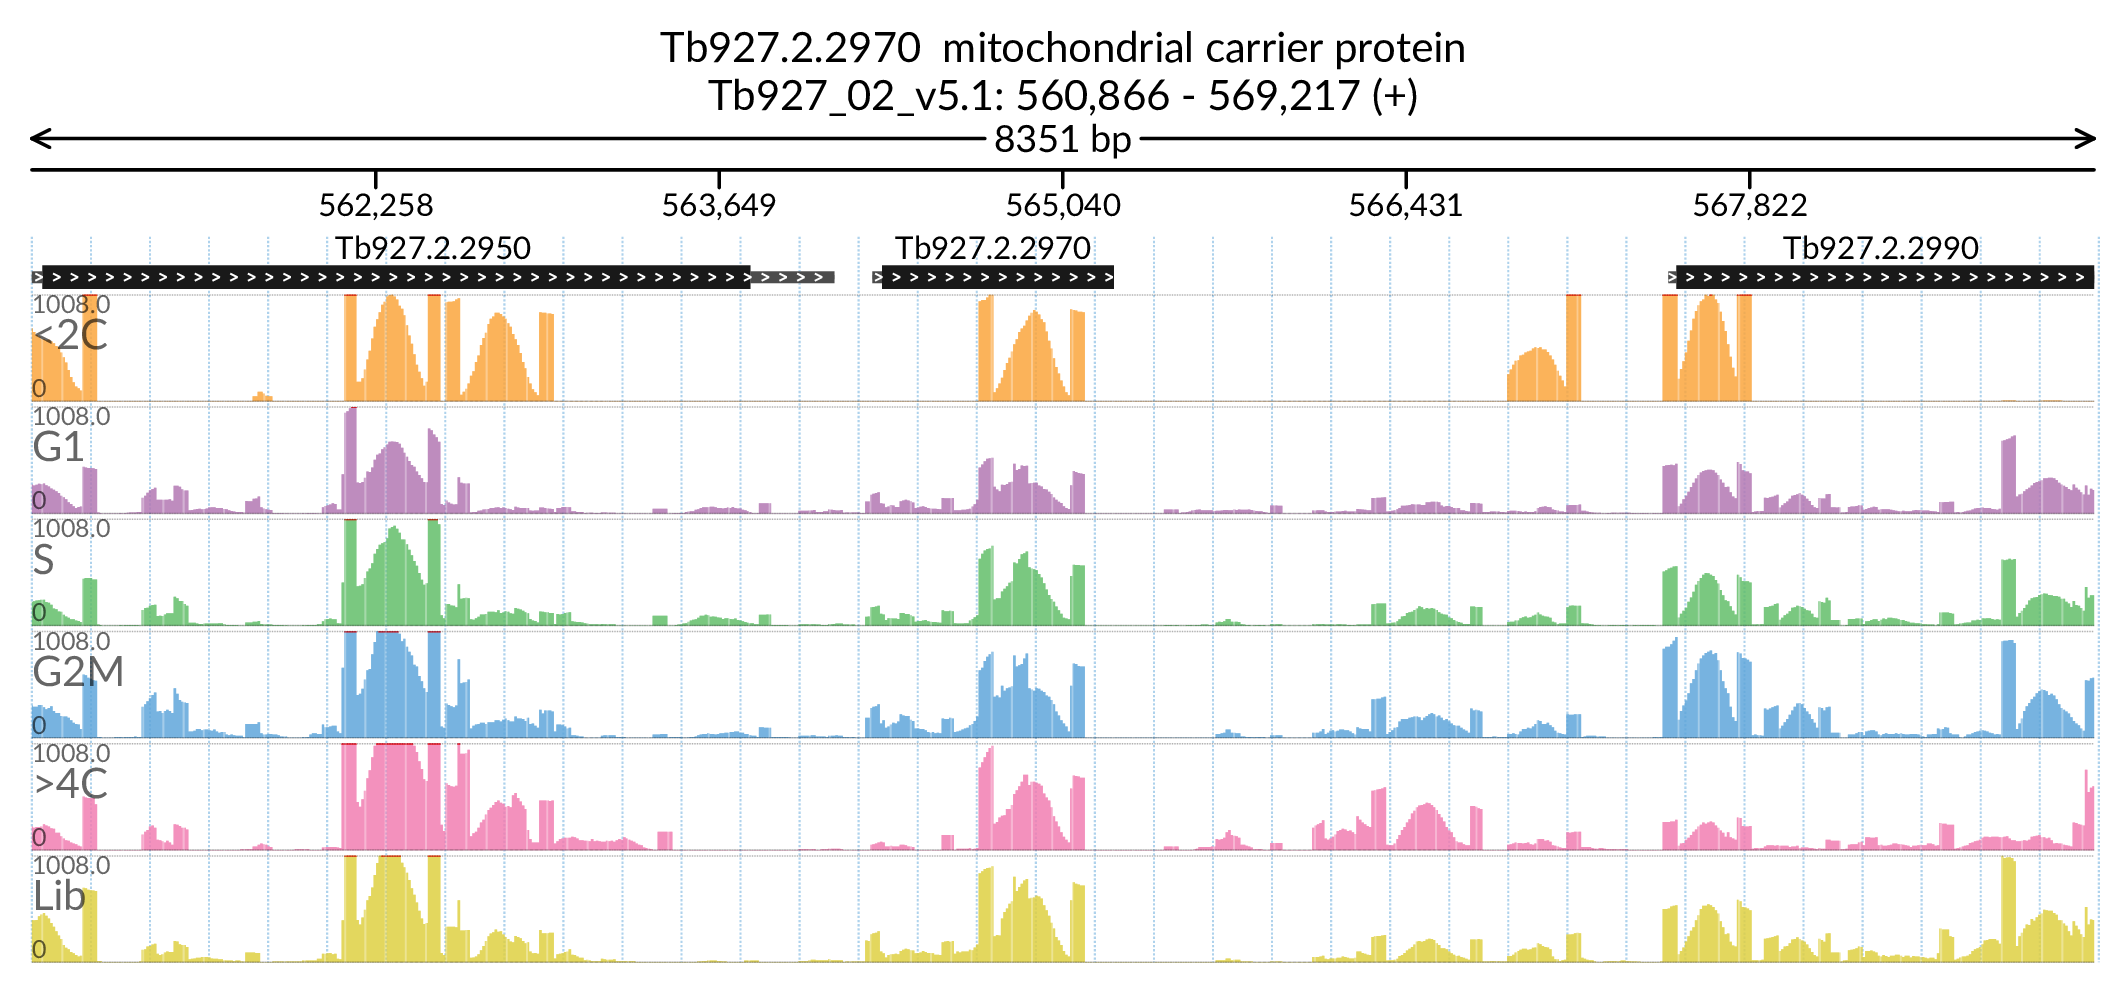 Tb927.2.2970 mitochondrial carrier protein
Tb927_02_v5.1: 560,866 - 569,217 (+)
8351 bp
562,258 563,649 565,040 566,431 567,822
Tb927.2.2950 Tb927.2.2970 Tb927.2.2990
1008.0
<2C
0
1008.0
G1
0
1008.0
S
0
1008.0
G2M
0
1008.0
>4C
0
1008.0
Lib
0